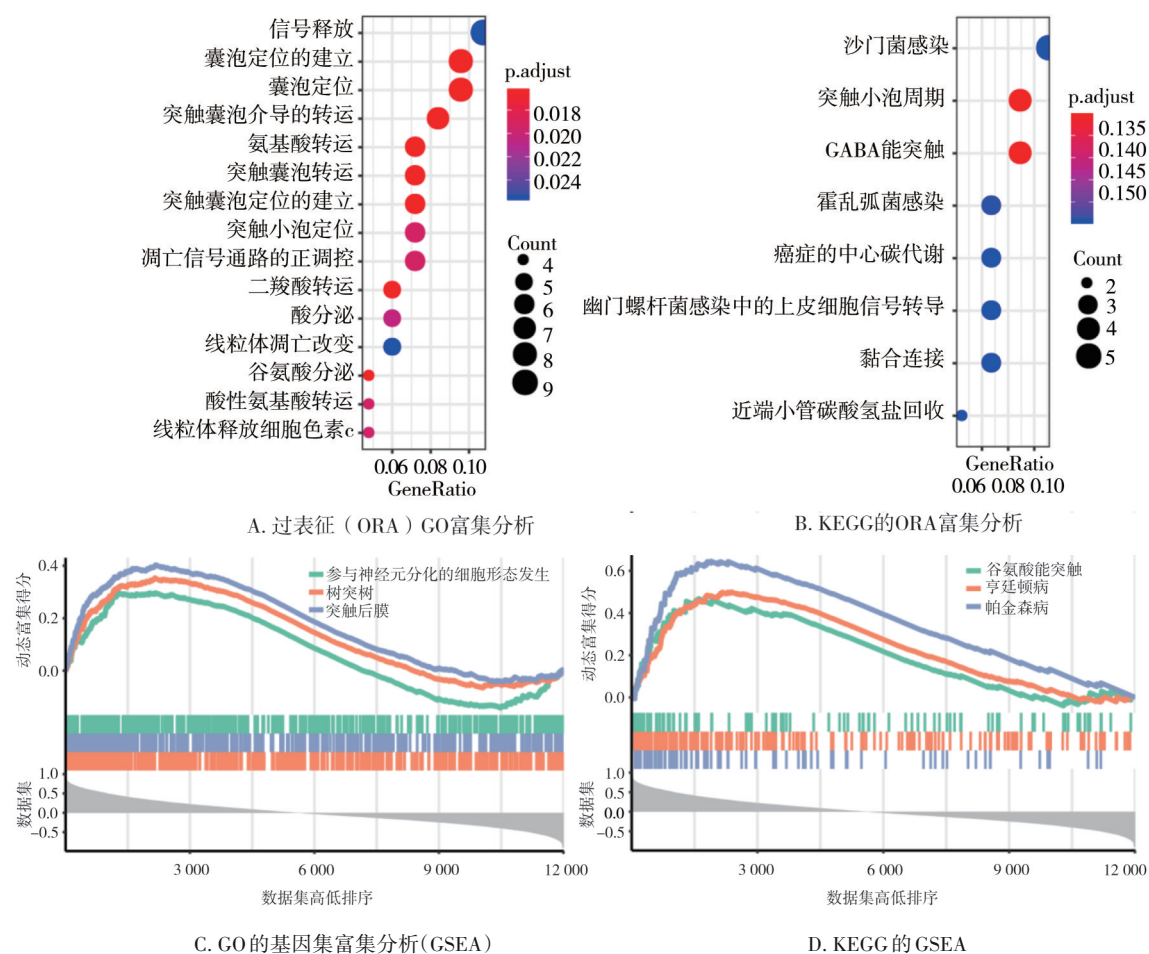 信号释放
囊泡定位的建立
囊泡定位
突触囊泡介导的转运
氨基酸转运
突触囊泡转运
突触囊泡定位的建立
突触小泡定位
凋亡信号通路的正调控
二羧酸转运
酸分泌
线粒体凋亡改变
谷氨酸分泌
酸性氨基酸转运
线粒体释放细胞色素c
0.06 0.08 0.10
GeneRatio
p.adjust
0.018
0.020
0.022
0.024
Count
4
5
6
7
8
9
A. 过表征（ORA）GO富集分析
沙门菌感染
突触小泡周期
GABA能突触
霍乱弧菌感染
癌症的中心碳代谢
幽门螺杆菌感染中的上皮细胞信号转导
黏合连接
近端小管碳酸氢盐回收
GeneRatio
0.06 0.08 0.10
p.adjust
0.135
0.140
0.145
0.150
Count
2
3
4
5
B. KEGG的ORA富集分析
动态富集得分
0.4
0.2
0.0
参与神经元分化的细胞形态发生
树突树
突触后膜
数据集
1.0
0.5
0.0
−0.5
3 000 6 000 9 000 12 000
数据集高低排序
C. GO的基因集富集分析(GSEA)
动态富集得分
0.6
0.4
0.2
0.0
谷氨酸能突触
亨廷顿病
帕金森病
数据集
1.0
0.5
0.0
−0.5
3 000 6 000 9 000 12 000
数据集高低排序
D. KEGG的GSEA